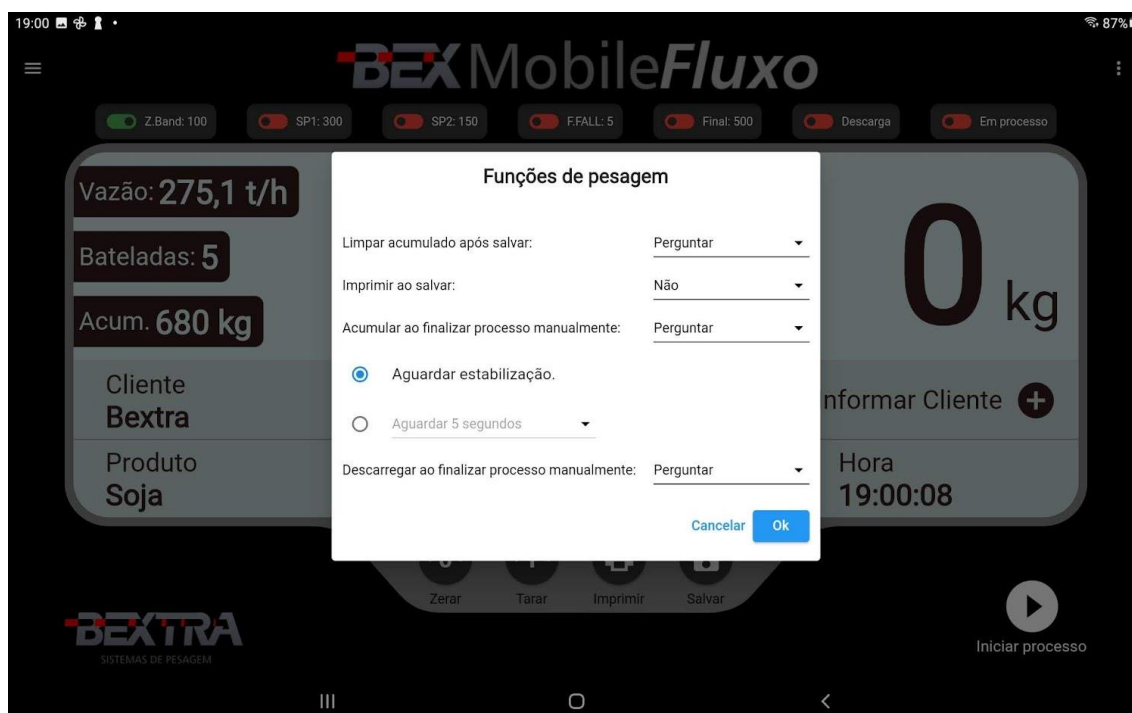 19:00
87%
BEX MobileFluxo
Z.Band: 100
SP1: 300
SP2: 150
F.FALL: 5
Final: 500
Descarga
Em processo
Vazão: 275,1 t/h
Bateladas: 5
Acum. 680 kg
0 kg
Cliente
Bextra
nformar Cliente
Produto
Soja
Hora
19:00:08
Funções de pesagem
Limpar acumulado após salvar: Perguntar
Imprimir ao salvar: Não
Acumular ao finalizar processo manualmente: Perguntar
Aguardar estabilização.
Aguardar 5 segundos
Descarregar ao finalizar processo manualmente: Perguntar
Cancelar Ok
Zerar
Tarar
Imprimir
Salvar
BEXTRA
SISTEMAS DE PESAGEM
Iniciar processo